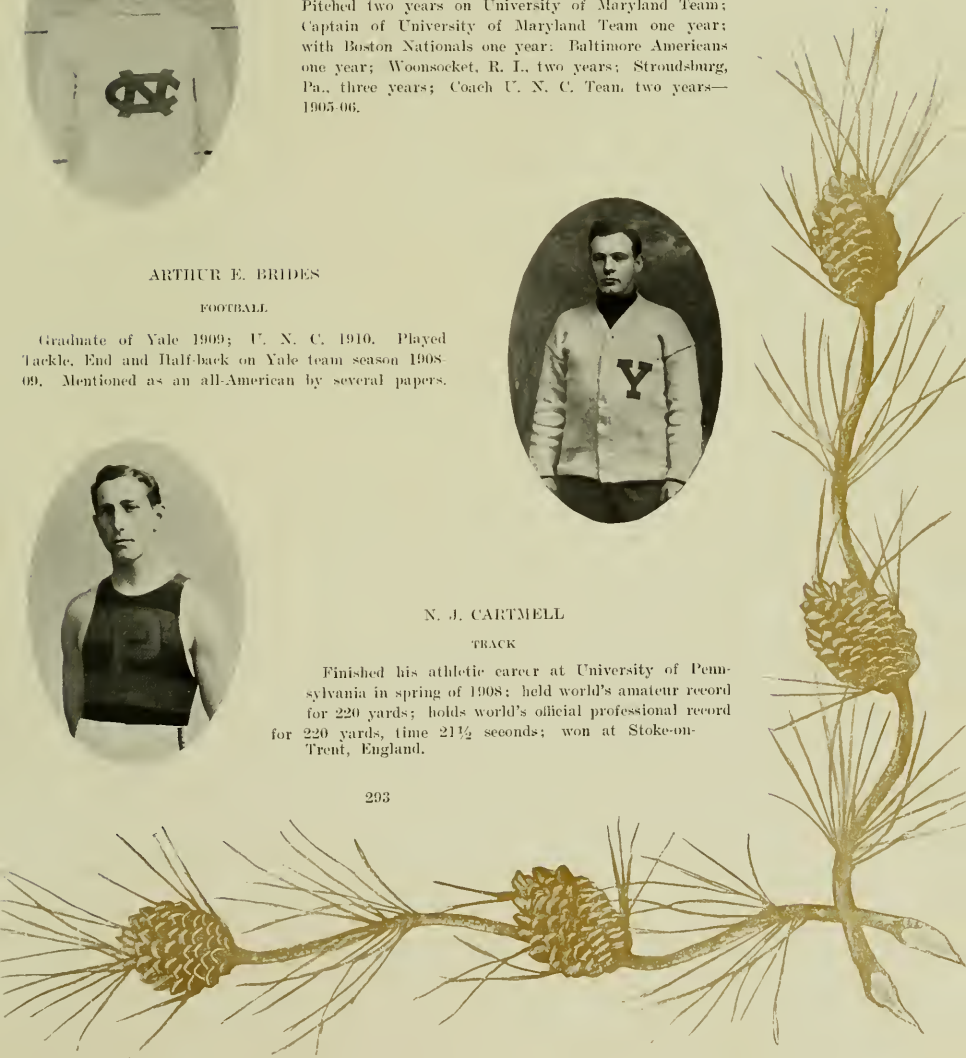 Pitched two years on University of Maryland Team;
Captain of University of Maryland Team one year;
with Boston Nationals one year; Baltimore Americans
one year; Woonsocket, R. I., two years; Stroudsburg,
Pa., three years; Coach U. N. C. Team, two years—
1905-06.
NC
ARTHUR E. BRIDES
FOOTBALL
Graduate of Yale 1909; U. N. C. 1910. Played
Tackle, End and Half-back on Yale team season 1908-
09. Mentioned as an all-American by several papers.
Y
P
N. J. CARTMELL
TRACK
Finished his athletic career at University of Penn-
sylvania in spring of 1908; held world's amateur record
for 220 yards; holds world's official professional record
for 220 yards, time 21½ seconds; won at Stoke-on-
Trent, England.
293